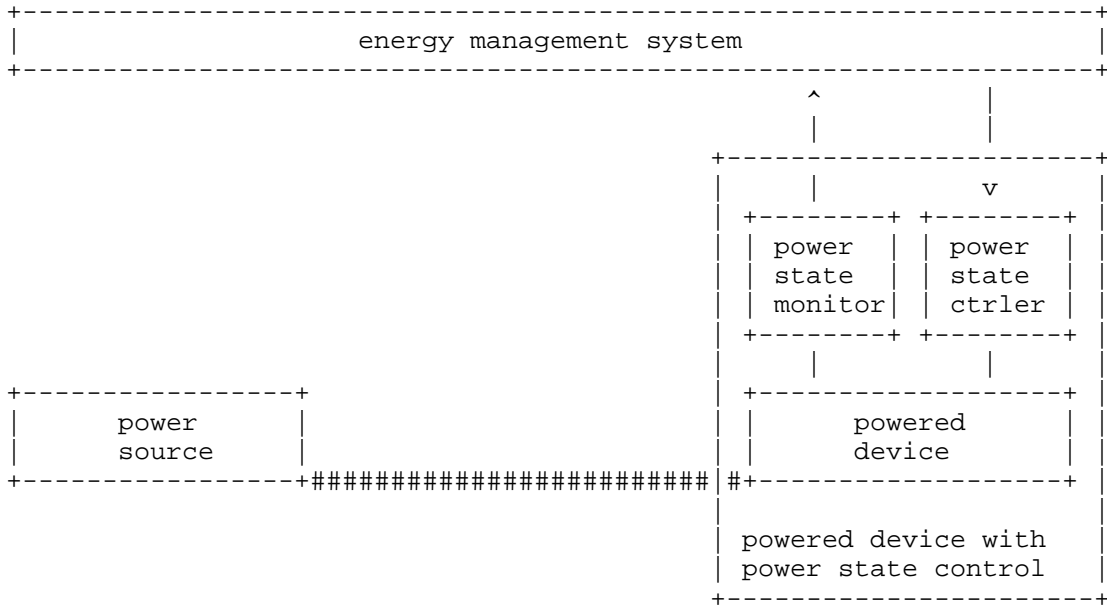 energy management system
power power
state state
monitor ctrler
power powered
source device
powered device with
power state control